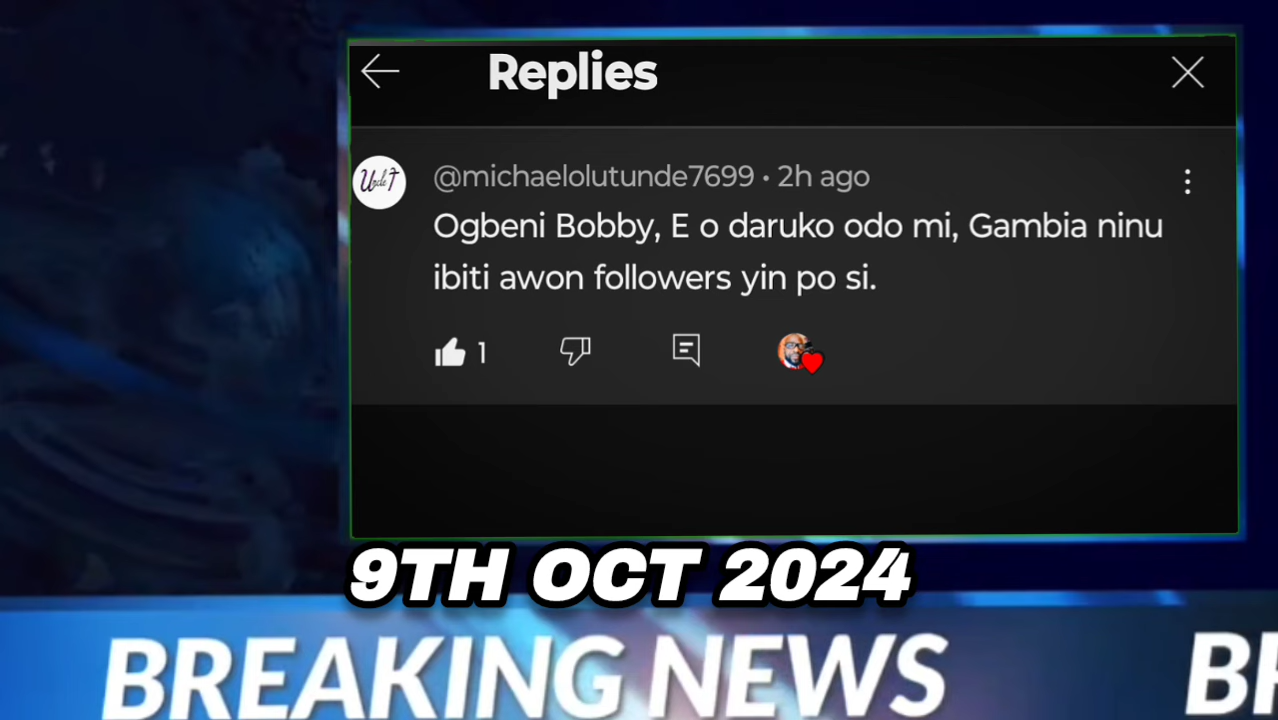 Replies
Uncle T
@michaelolutunde7699 • 2h ago
Ogbeni Bobby, E o daruko odo mi, Gambia ninu
ibiti awon followers yin po si.
1
9TH OCT 2024
BREAKING NEWS
BR